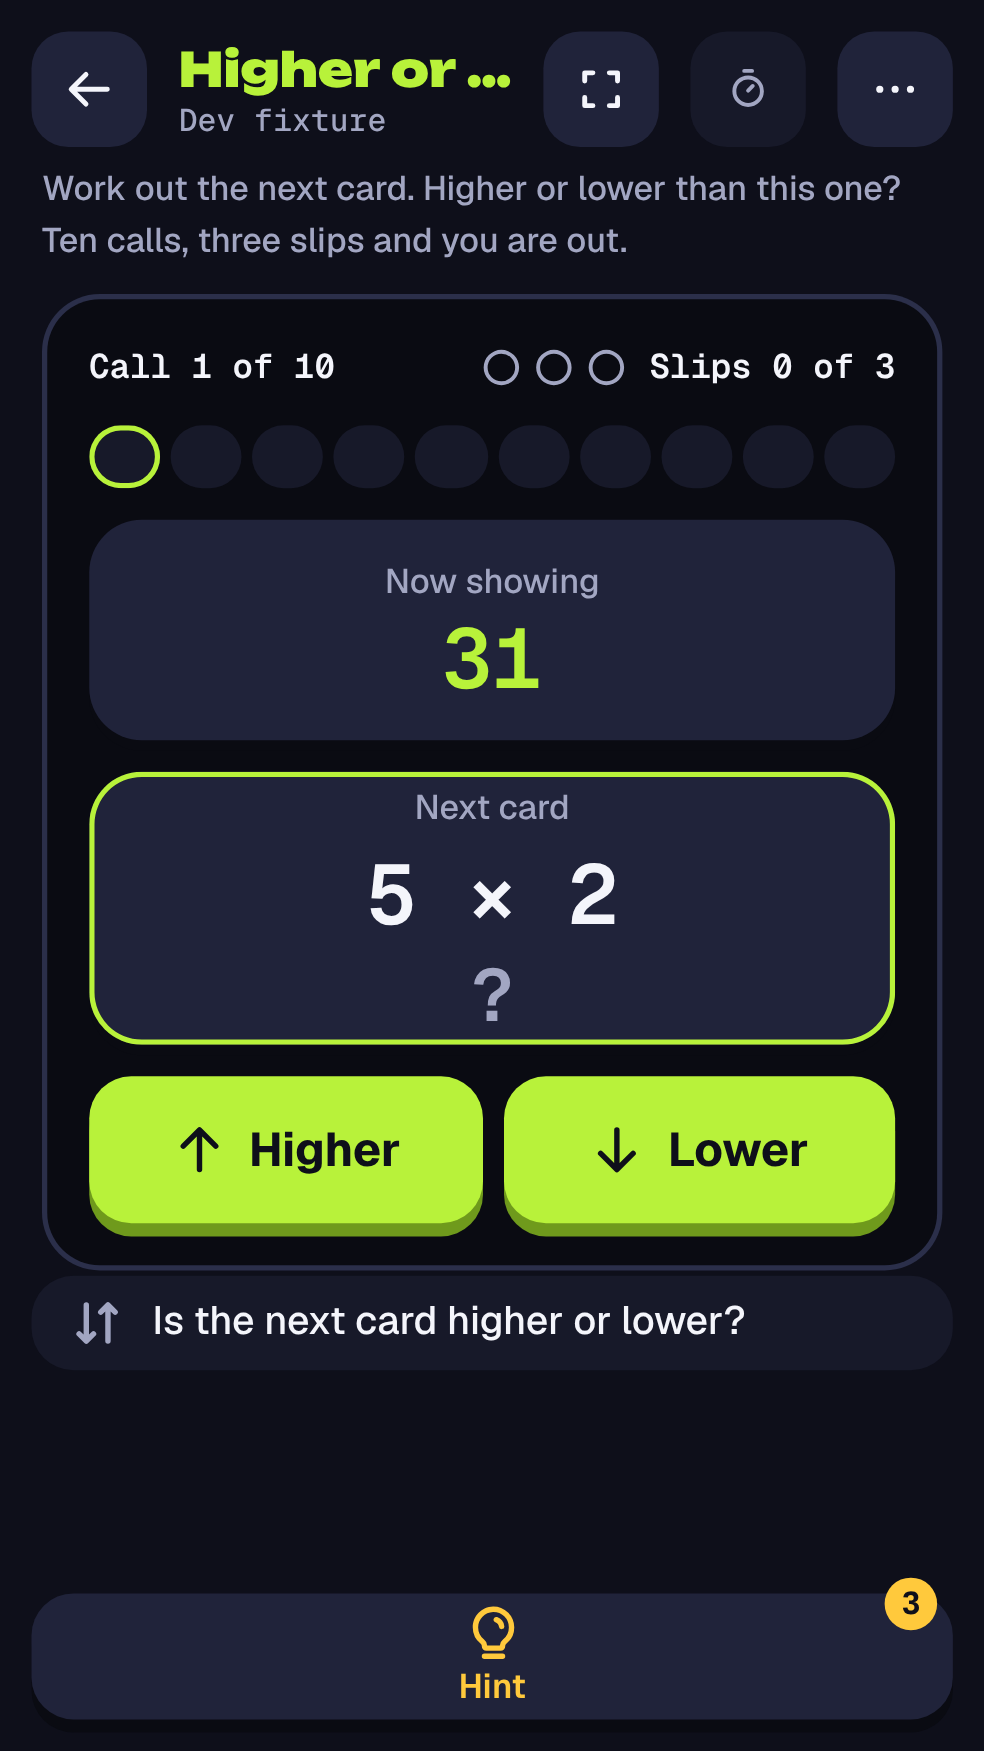 Higher or ...
Dev fixture
Work out the next card. Higher or lower than this one?
Ten calls, three slips and you are out.
Call 1 of 10
Slips 0 of 3
Now showing
31
Next card
5 × 2
?
Higher
Lower
Is the next card higher or lower?
3
Hint